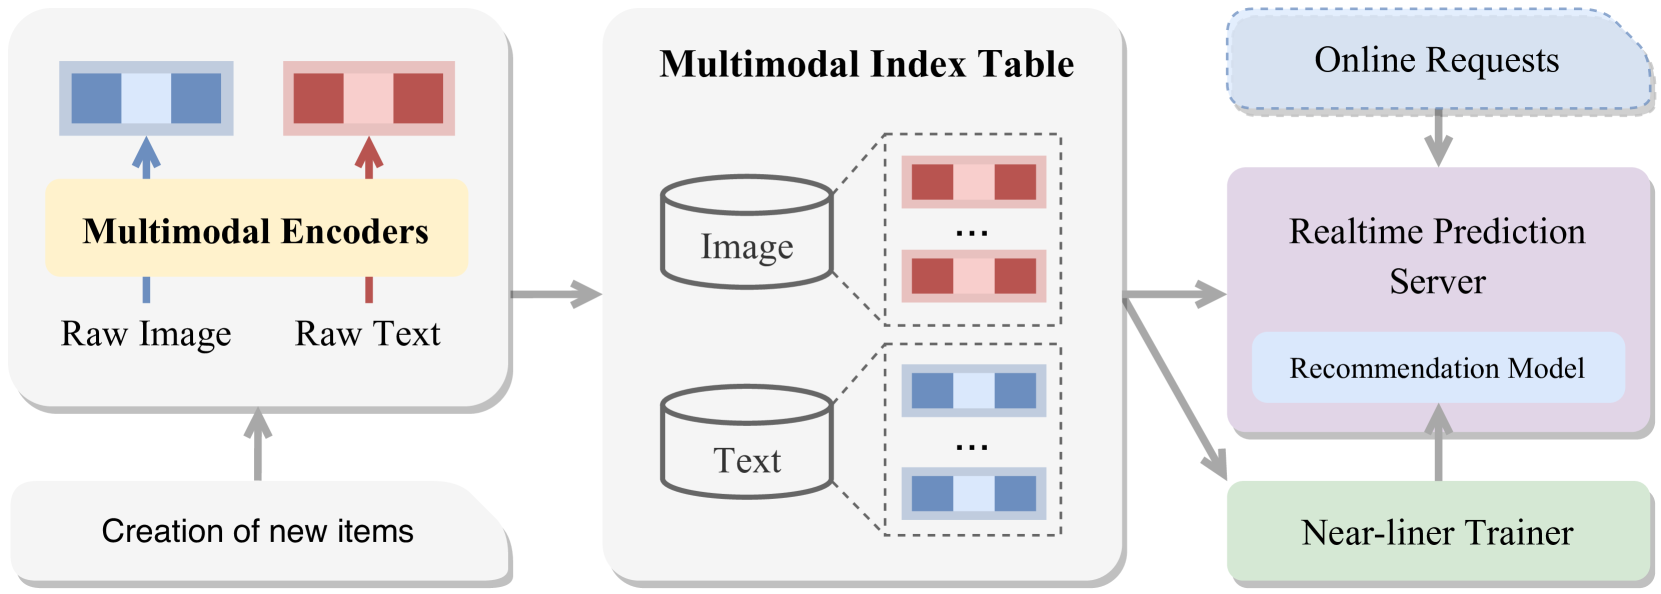 Multimodal Encoders
Raw Image
Raw Text
Creation of new items
Multimodal Index Table
Image
...
Text
...
Online Requests
Realtime Prediction
Server
Recommendation Model
Near-liner Trainer